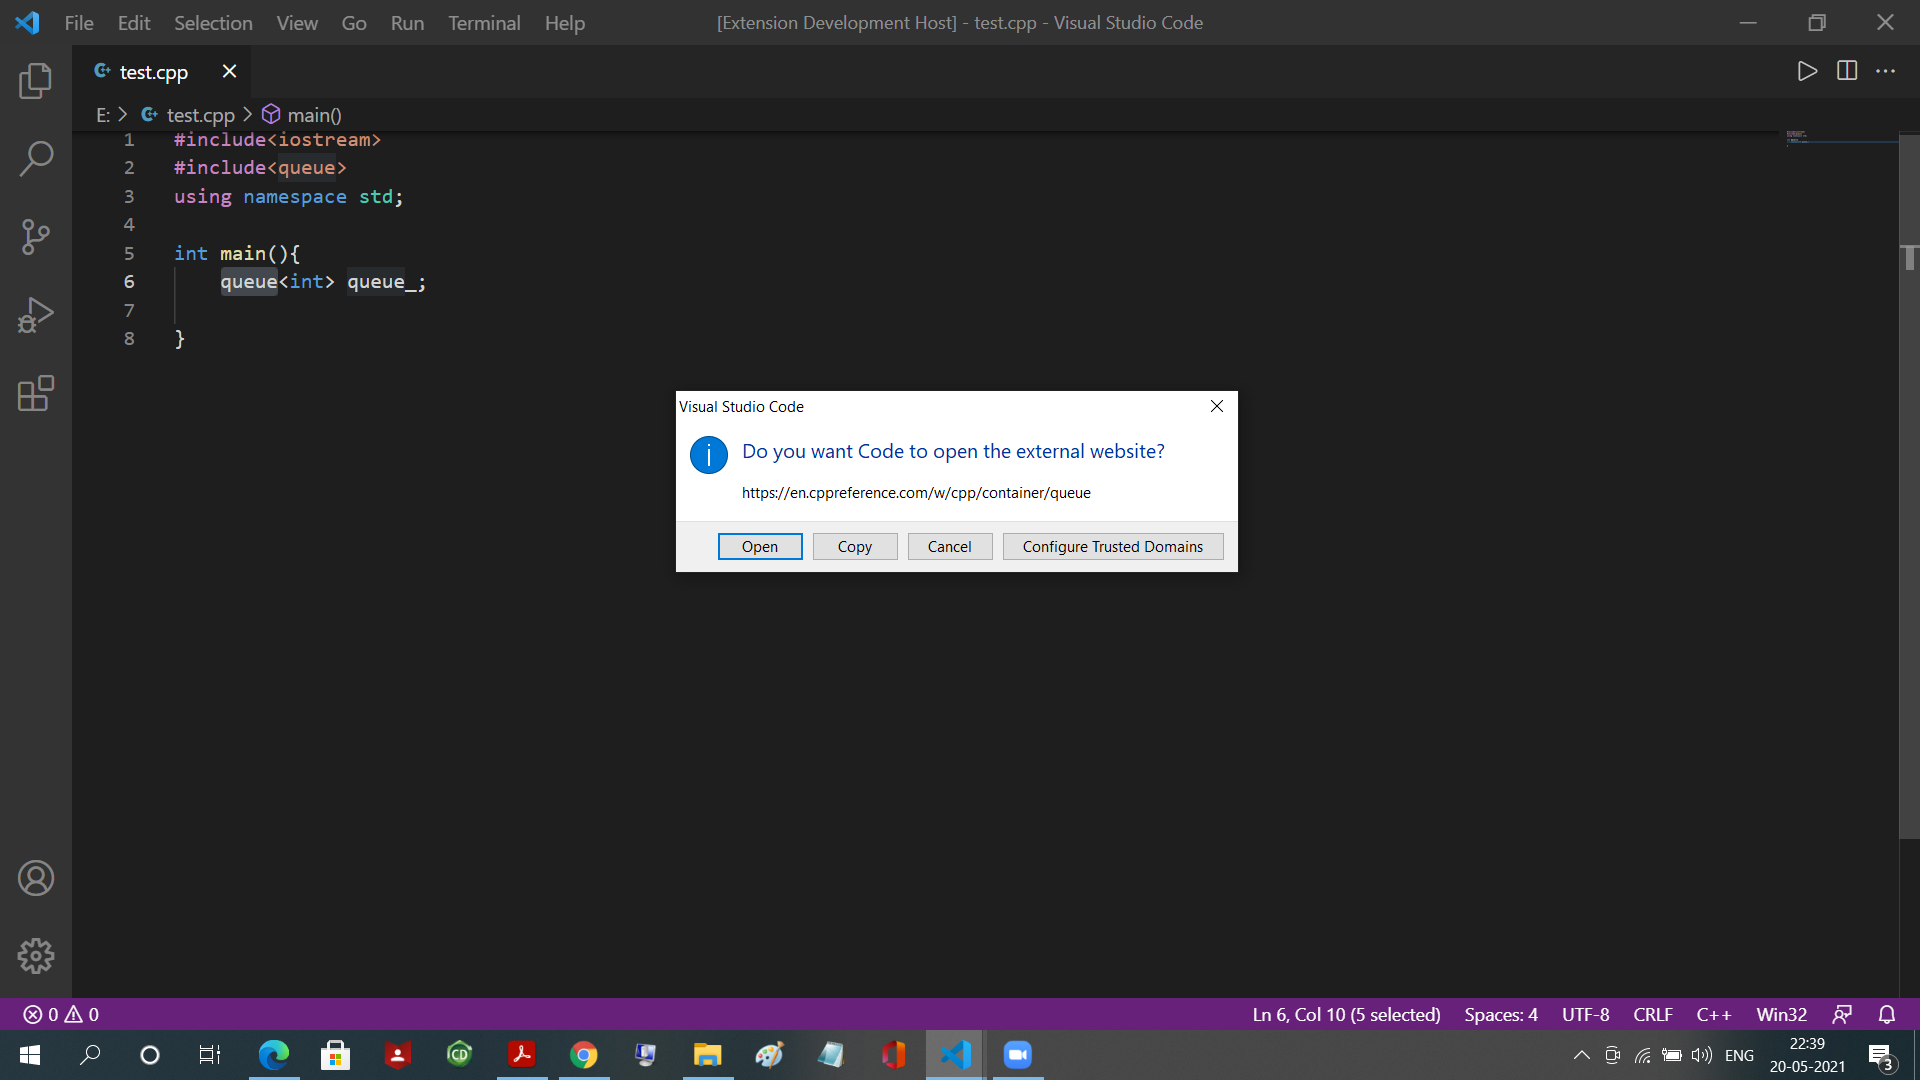 File Edit Selection View Go Run Terminal Help [Extension Development Host] - test.cpp - Visual Studio Code
test.cpp
E: > test.cpp > main()
1 #include<iostream>
2 #include<queue>
3 using namespace std;
4
5 int main(){
6 queue<int> queue_;
7
8 }
Visual Studio Code
Do you want Code to open the external website?
https://en.cppreference.com/w/cpp/container/queue
Open Copy Cancel Configure Trusted Domains
0 0 Ln 6, Col 10 (5 selected) Spaces: 4 UTF-8 CRLF C++ Win32
CD ENG 22:39
20-05-2021
3